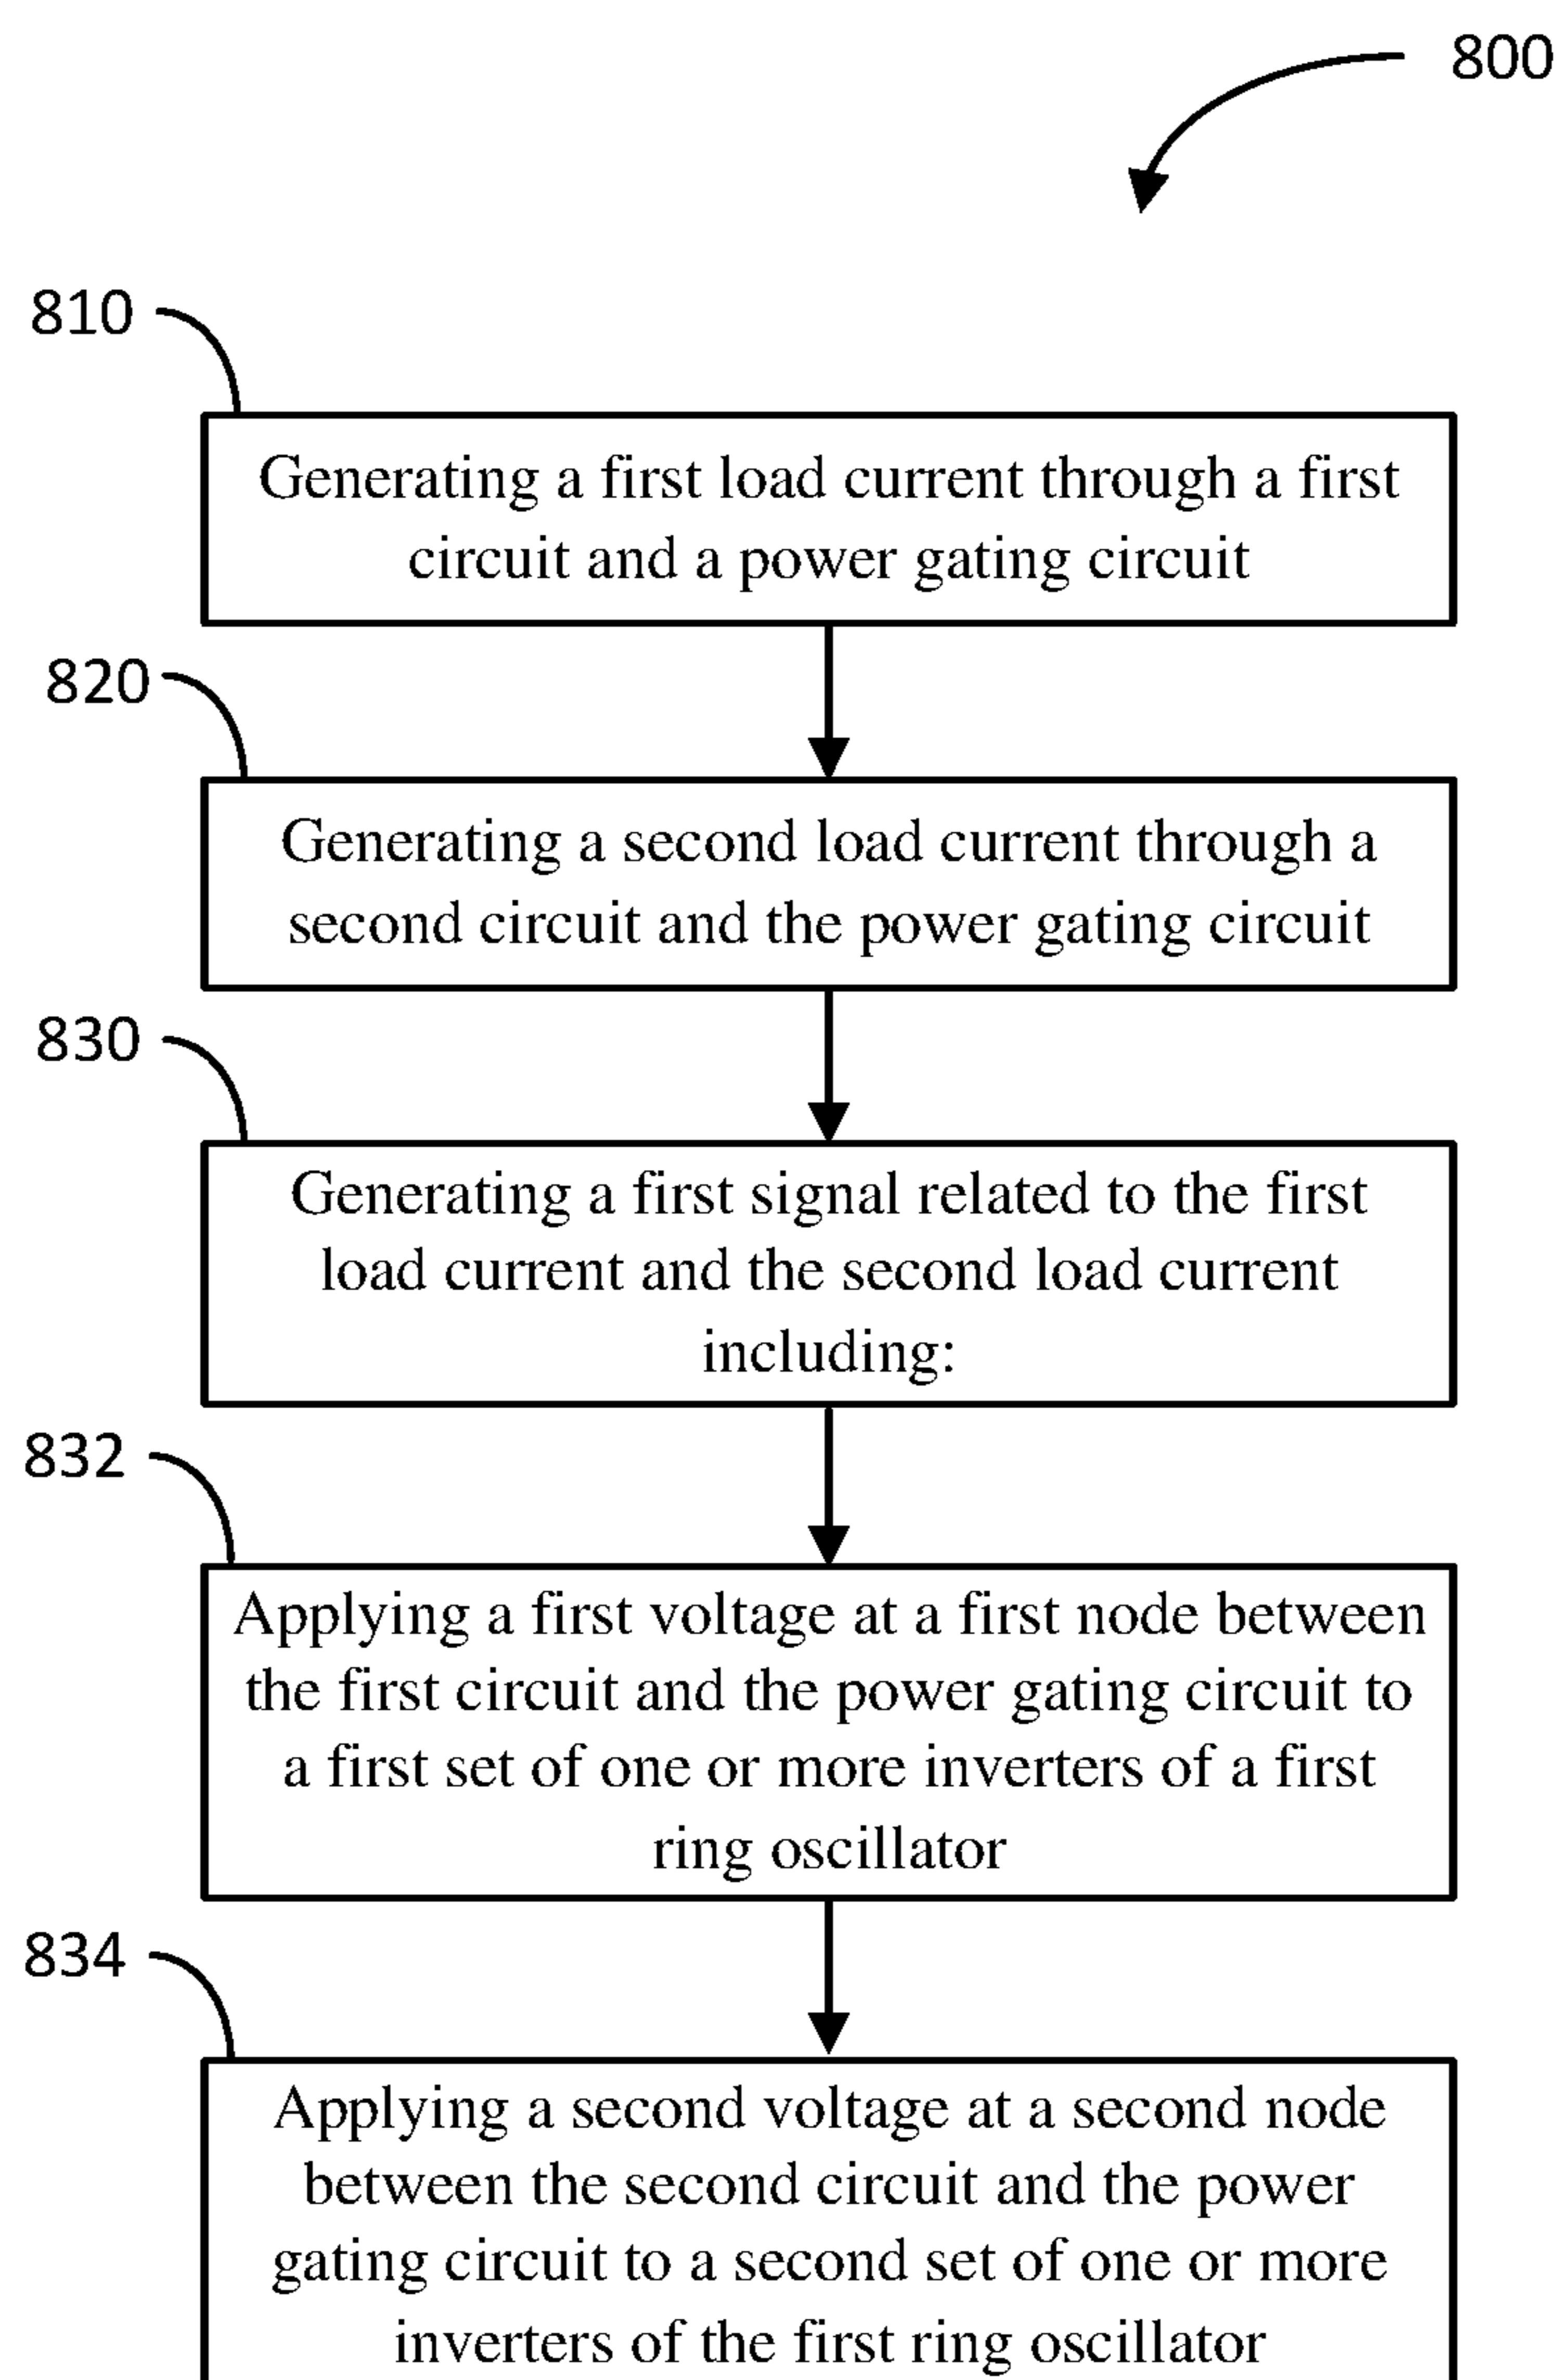 800
810
Generating a first load current through a first
circuit and a power gating circuit
820
Generating a second load current through a
second circuit and the power gating circuit
830
Generating a first signal related to the first
load current and the second load current
including:
832
Applying a first voltage at a first node between
the first circuit and the power gating circuit to
a first set of one or more inverters of a first
ring oscillator
834
Applying a second voltage at a second node
between the second circuit and the power
gating circuit to a second set of one or more
inverters of the first ring oscillator